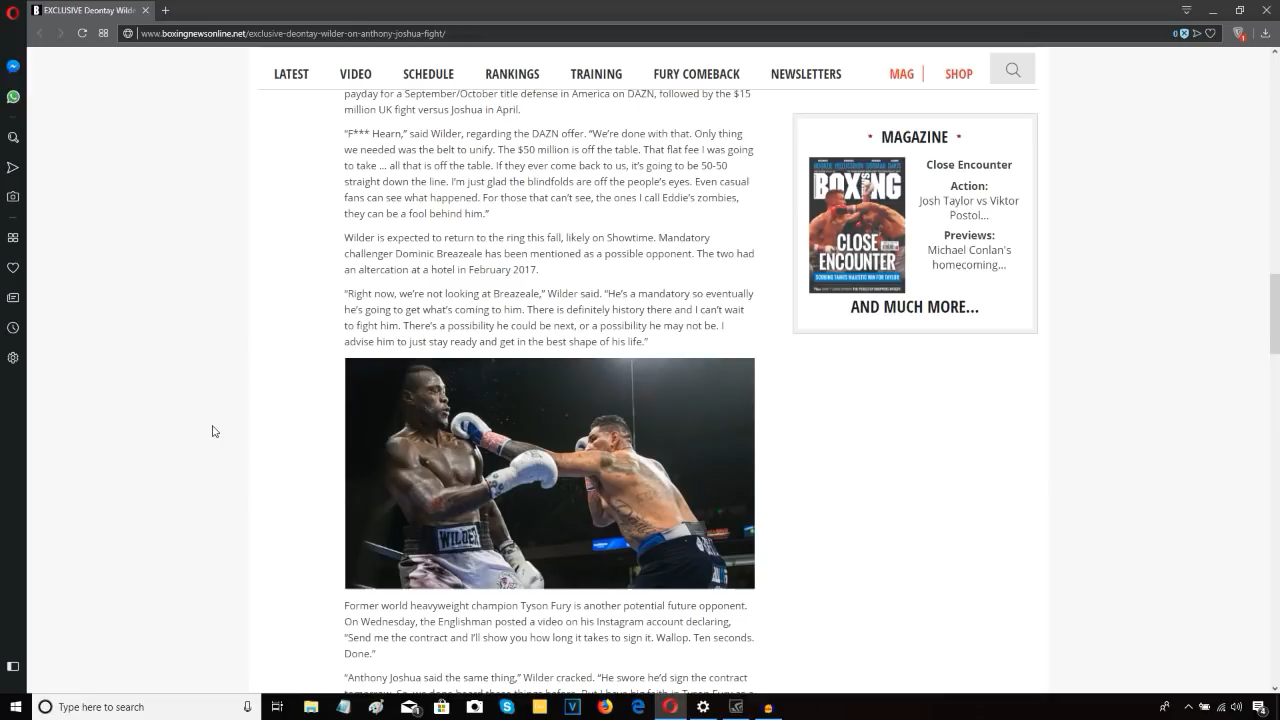 EXCLUSIVE Deontay Wilde
www.boxingnewsonline.net/exclusive-deontay-wilder-on-anthony-joshua-fight/
0
LATEST VIDEO SCHEDULE RANKINGS TRAINING FURY COMEBACK NEWSLETTERS MAG SHOP
payday for a September/October title defense in America on DAZN, followed by the $15
million UK fight versus Joshua in April.
“F*** Hearn,” said Wilder, regarding the DAZN offer. “We’re done with that. Only thing
we needed was the belt to unify. The $50 million is off the table. That flat fee I was going
to take … all that is off the table. If they ever come back to us, it’s going to be 50-50
straight down the line. I’m just glad the blindfolds are off the people’s eyes. Even casual
fans can see what happened. For those that can’t see, the ones I call Eddie’s zombies,
they can be a fool behind him.”
Wilder is expected to return to the ring this fall, likely on Showtime. Mandatory
challenger Dominic Breazeale has been mentioned as a possible opponent. The two had
an altercation at a hotel in February 2017.
“Right now, we’re not looking at Breazeale,” Wilder said. “He’s a mandatory so eventually
he’s going to get what’s coming to him. There is definitely history there and I can’t wait
to fight him. There’s a possibility he could be next, or a possibility he may not be. I
advise him to just stay ready and get in the best shape of his life.”
WILDER
Former world heavyweight champion Tyson Fury is another potential future opponent.
On Wednesday, the Englishman posted a video on his Instagram account declaring,
“Send me the contract and I’ll show you how long it takes to sign it. Wallop. Ten seconds.
Done.”
“Anthony Joshua said the same thing,” Wilder cracked. “He swore he’d sign the contract
MAGAZINE
BOXING
CLOSE
ENCOUNTER
Close Encounter
Action:
Josh Taylor vs Viktor
Postol...
Previews:
Michael Conlan's
homecoming...
AND MUCH MORE...
Type here to search